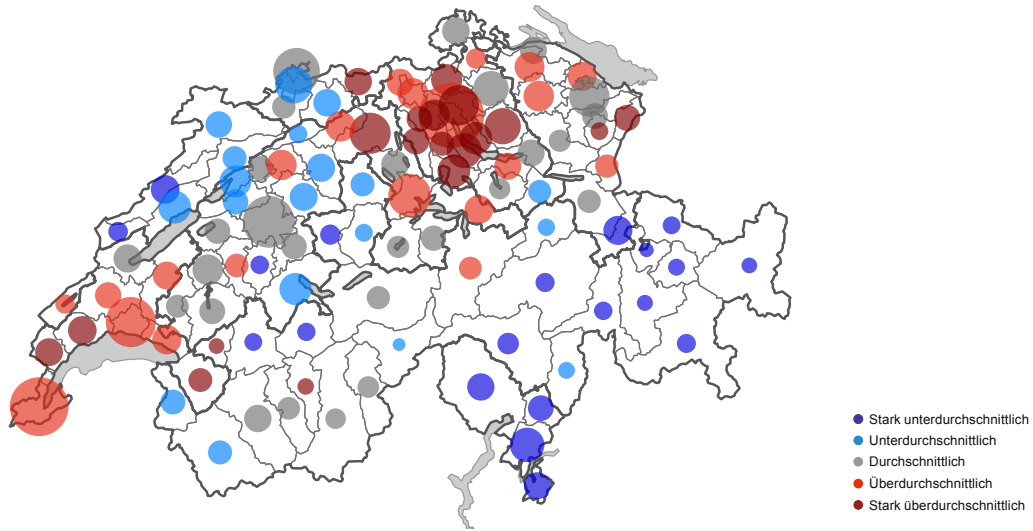 Stark unterdurchschnittlich
Unterdurchschnittlich
Durchschnittlich
Überdurchschnittlich
Stark überdurchschnittlich